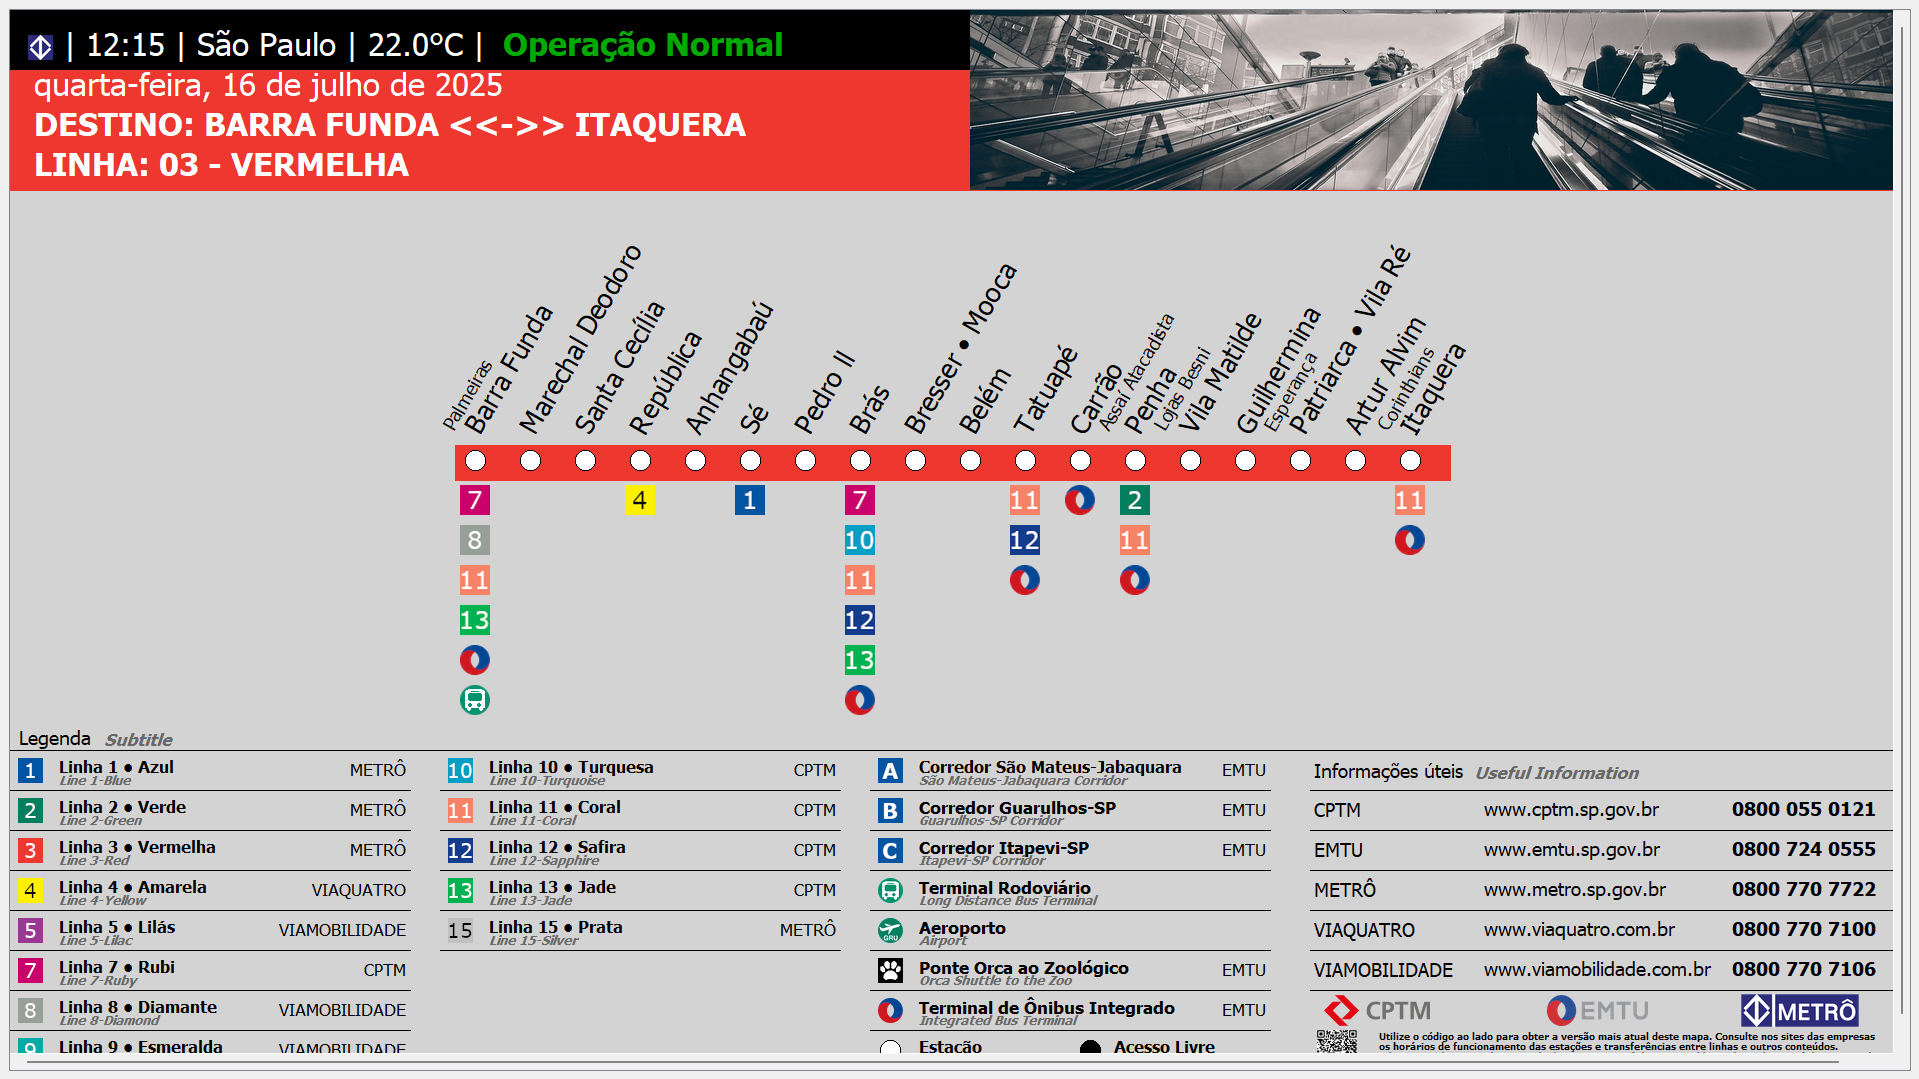 | 12:15 | São Paulo | 22.0°C | Operação Normal
quarta-feira, 16 de julho de 2025
DESTINO: BARRA FUNDA <<->> ITAQUERA
LINHA: 03 - VERMELHA
Palmeiras
Barra Funda
Marechal Deodoro
Santa Cecília
República
Anhangabaú
Sé
Pedro II
Brás
Bresser • Mooca
Belém
Tatuapé
Carrão
Assaí Atacadista
Penha
Lojas Besni
Vila Matilde
Guilhermina
Esperança
Patriarca • Vila Ré
Artur Alvim
Corinthians
Itaquera
7 4 1 7 11 2 11
8 10 12 11
11 11
13 12
13
Legenda Subtitle
1 Linha 1 • Azul METRÔ
Line 1-Blue
2 Linha 2 • Verde METRÔ
Line 2-Green
3 Linha 3 • Vermelha METRÔ
Line 3-Red
4 Linha 4 • Amarela VIAQUATRO
Line 4-Yellow
5 Linha 5 • Lilás VIAMOBILIDADE
Line 5-Lilac
7 Linha 7 • Rubi CPTM
Line 7-Ruby
8 Linha 8 • Diamante VIAMOBILIDADE
Line 8-Diamond
9 Linha 9 • Esmeralda VIAMOBILIDADE
10 Linha 10 • Turquesa CPTM
Line 10-Turquoise
11 Linha 11 • Coral CPTM
Line 11-Coral
12 Linha 12 • Safira CPTM
Line 12-Sapphire
13 Linha 13 • Jade CPTM
Line 13-Jade
15 Linha 15 • Prata METRÔ
Line 15-Silver
A Corredor São Mateus-Jabaquara EMTU
São Mateus-Jabaquara Corridor
B Corredor Guarulhos-SP EMTU
Guarulhos-SP Corridor
C Corredor Itapevi-SP EMTU
Itapevi-SP Corridor
Terminal Rodoviário
Long Distance Bus Terminal
GRU Aeroporto
Airport
Ponte Orca ao Zoológico EMTU
Orca Shuttle to the Zoo
Terminal de Ônibus Integrado EMTU
Integrated Bus Terminal
Estação Acesso Livre
Informações úteis Useful Information
CPTM www.cptm.sp.gov.br 0800 055 0121
EMTU www.emtu.sp.gov.br 0800 724 0555
METRÔ www.metro.sp.gov.br 0800 770 7722
VIAQUATRO www.viaquatro.com.br 0800 770 7100
VIAMOBILIDADE www.viamobilidade.com.br 0800 770 7106
CPTM EMTU METRÔ
Utilize o código ao lado para obter a versão mais atual deste mapa. Consulte nos sites das empresas
os horários de funcionamento das estações e transferências entre linhas e outros conteúdos.